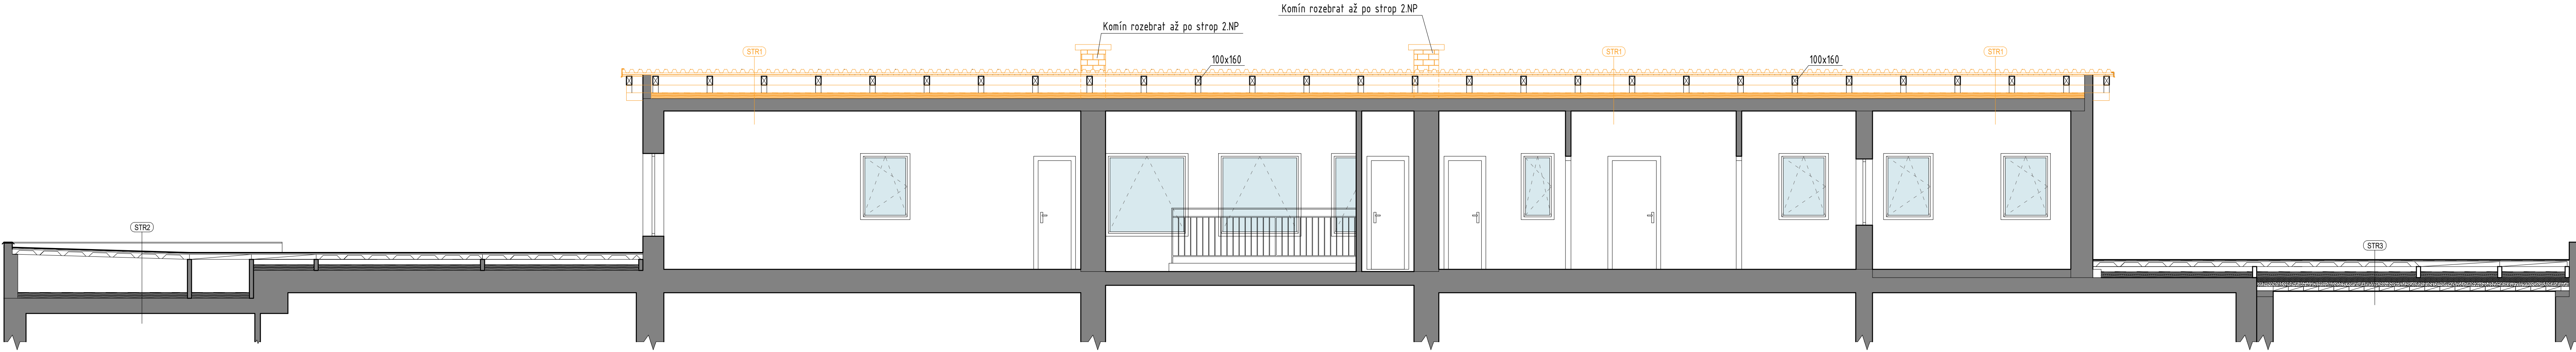 Komín rozebrat až po strop 2.NP
Komín rozebrat až po strop 2.NP
STR1
STR1
STR1
100x160
100x160
STR2
STR3